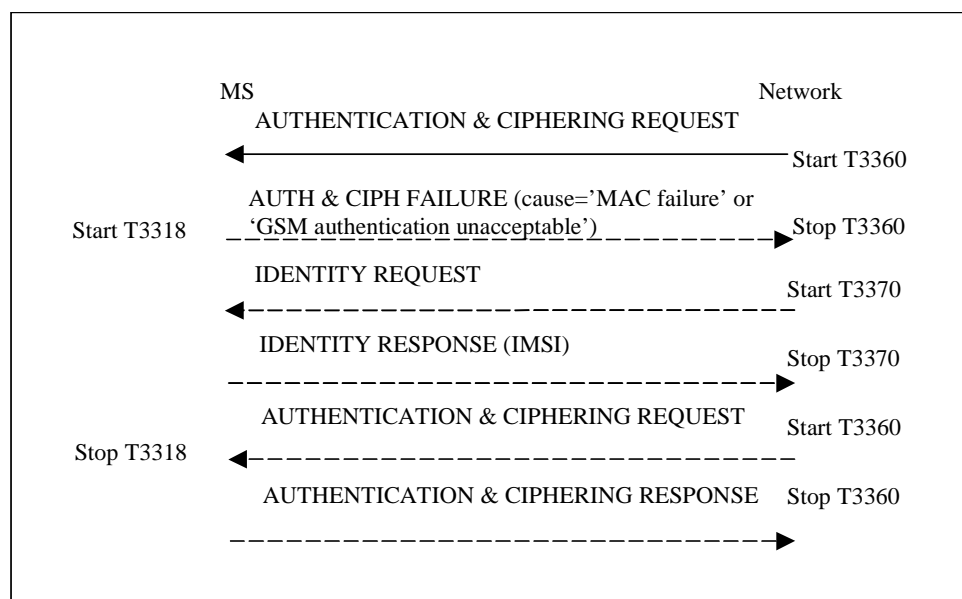 MS Network
AUTHENTICATION & CIPHERING REQUEST
Start T3360
AUTH & CIPH FAILURE (cause=’MAC failure’ or
Start T3318 ‘GSM authentication unacceptable’) Stop T3360
IDENTITY REQUEST
Start T3370
IDENTITY RESPONSE (IMSI)
Stop T3370
AUTHENTICATION & CIPHERING REQUEST
Start T3360
Stop T3318
AUTHENTICATION & CIPHERING RESPONSE Stop T3360